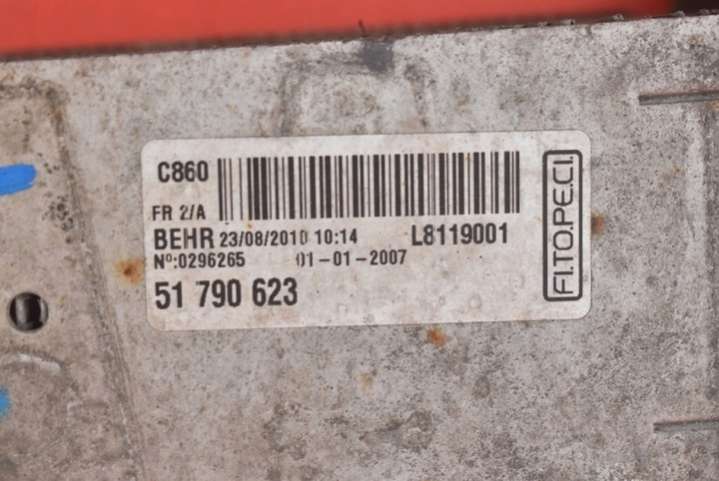 C860
FR 2/A
BEHR 23/08/2010 10:14 L8119001
Nº:0296265 01-01-2007
51 790 623
FI.TO.PE.CI.